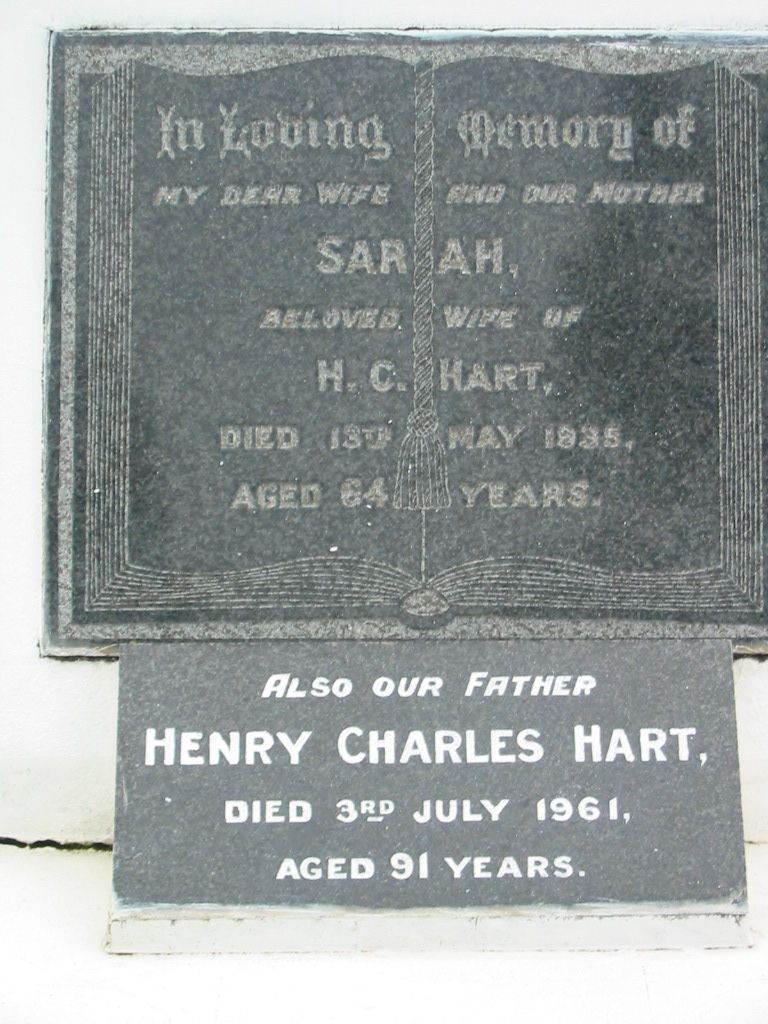 In Loving Memory of
MY DEAR WIFE AND OUR MOTHER
SARAH,
BELOVED WIFE OF
H. C. HART,
DIED 13TH MAY 1935,
AGED 64 YEARS.
ALSO OUR FATHER
HENRY CHARLES HART,
DIED 3RD JULY 1961,
AGED 91 YEARS.